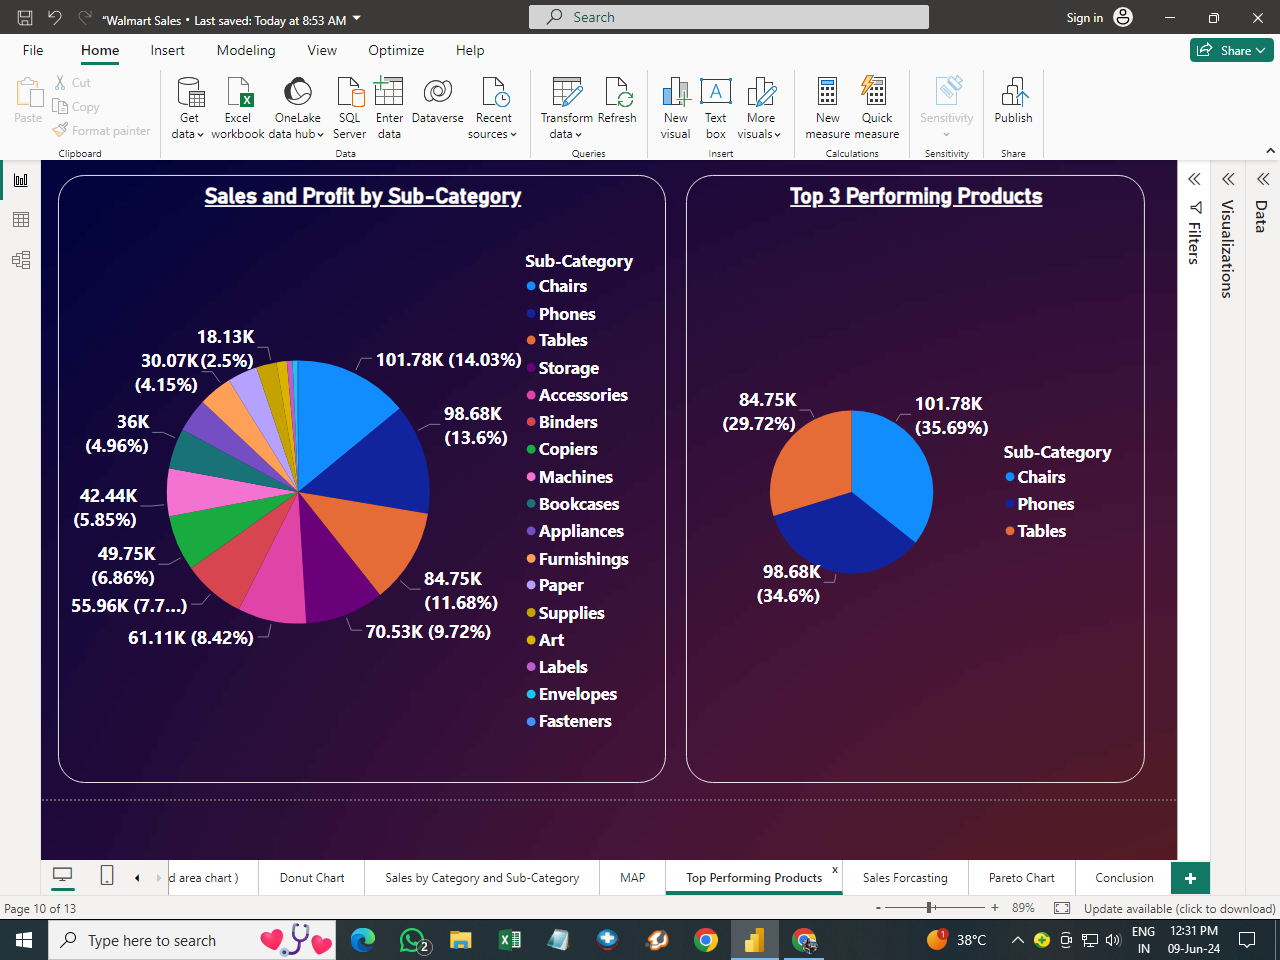 "Walmart Sales • Last saved: Today at 8:53 AM
Search
Sign in
File
Home
Insert
Modeling
View
Optimize
Help
Share
Paste
Cut
Copy
Format painter
Clipboard
Get data
Excel workbook
OneLake data hub
SQL Server
Enter data
Dataverse
Recent sources
Data
Transform data
Refresh
Queries
New visual
Text box
More visuals
Insert
New measure
Quick measure
Calculations
Sensitivity
Sensitivity
Publish
Share
Sales and Profit by Sub-Category
18.13K
(2.5%)
30.07K
(4.15%)
36K
(4.96%)
42.44K
(5.85%)
49.75K
(6.86%)
55.96K (7.7...)
61.11K (8.42%)
70.53K (9.72%)
84.75K
(11.68%)
98.68K
(13.6%)
101.78K (14.03%)
Sub-Category
Chairs
Phones
Tables
Storage
Accessories
Binders
Copiers
Machines
Bookcases
Appliances
Furnishings
Paper
Supplies
Art
Labels
Envelopes
Fasteners
Top 3 Performing Products
84.75K
(29.72%)
101.78K
(35.69%)
98.68K
(34.6%)
Sub-Category
Chairs
Phones
Tables
Filters
Visualizations
Data
d area chart )
Donut Chart
Sales by Category and Sub-Category
MAP
Top Performing Products
x
Sales Forcasting
Pareto Chart
Conclusion
+
Page 10 of 13
- + 89%
Update available (click to download)
Type here to search
2
1
38°C
ENG
IN
12:31 PM
09-Jun-24